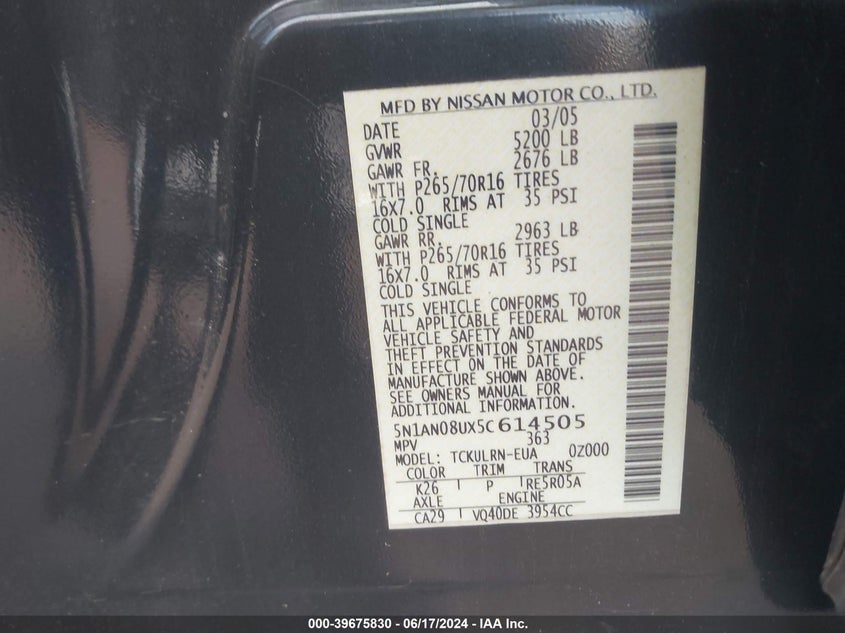 MFD BY NISSAN MOTOR CO., LTD.
DATE 03/05
GVWR 5200 LB
GAWR FR. 2676 LB
WITH P265/70R16 TIRES
16X7.0 RIMS AT 35 PSI
COLD SINGLE
GAWR RR. 2963 LB
WITH P265/70R16 TIRES
16X7.0 RIMS AT 35 PSI
COLD SINGLE
THIS VEHICLE CONFORMS TO
ALL APPLICABLE FEDERAL MOTOR
VEHICLE SAFETY AND
THEFT PREVENTION STANDARDS
IN EFFECT ON THE DATE OF
MANUFACTURE SHOWN ABOVE.
SEE OWNERS MANUAL FOR
ADDITIONAL INFORMATION.
5N1AN08UX5C614505
MPV 363
MODEL: TCKULRN-EUA 0Z000
COLOR TRIM TRANS
K26 P RE5R05A
AXLE ENGINE
CA29 VQ40DE 3954CC
000-39675830 - 06/17/2024 - IAA Inc.